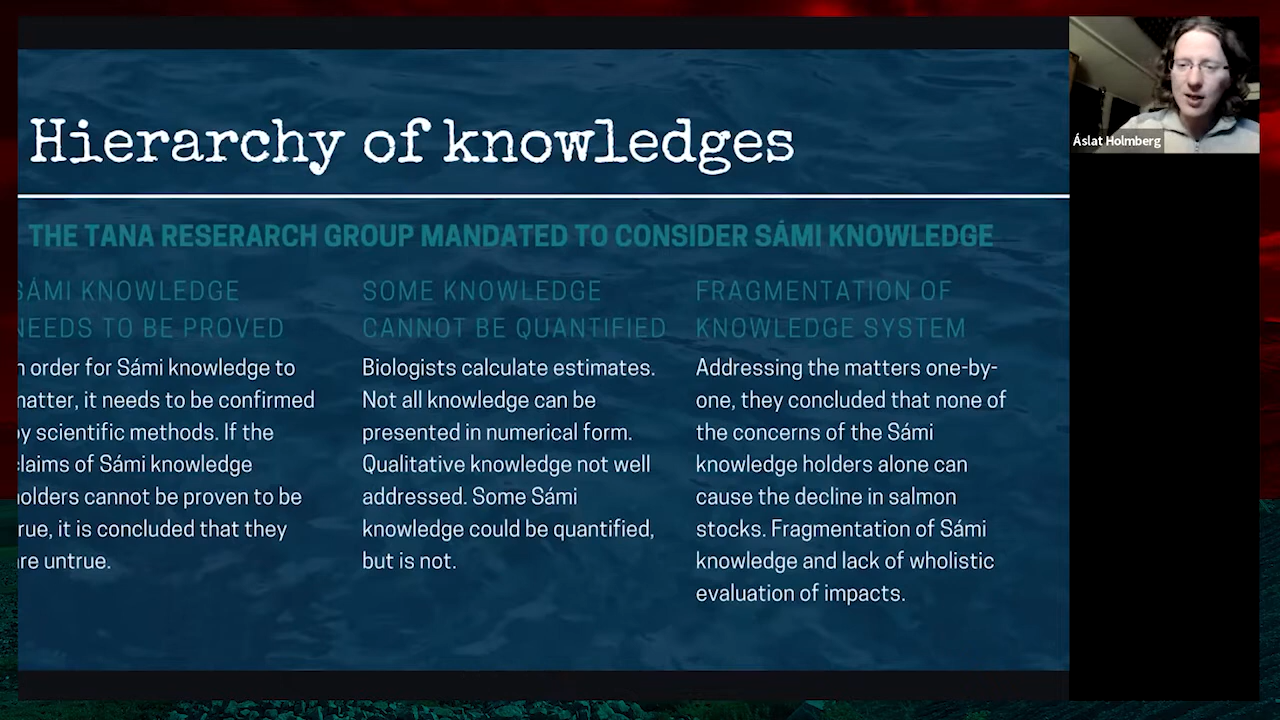 Hierarchy of knowledges
THE TANA RESERARCH GROUP MANDATED TO CONSIDER SÁMI KNOWLEDGE
SÁMI KNOWLEDGE
NEEDS TO BE PROVED
n order for Sámi knowledge to
matter, it needs to be confirmed
by scientific methods. If the
claims of Sámi knowledge
holders cannot be proven to be
true, it is concluded that they
are untrue.
SOME KNOWLEDGE
CANNOT BE QUANTIFIED
Biologists calculate estimates.
Not all knowledge can be
presented in numerical form.
Qualitative knowledge not well
addressed. Some Sámi
knowledge could be quantified,
but is not.
FRAGMENTATION OF
KNOWLEDGE SYSTEM
Addressing the matters one-by-
one, they concluded that none of
the concerns of the Sámi
knowledge holders alone can
cause the decline in salmon
stocks. Fragmentation of Sámi
knowledge and lack of wholistic
evaluation of impacts.
Áslat Holmberg